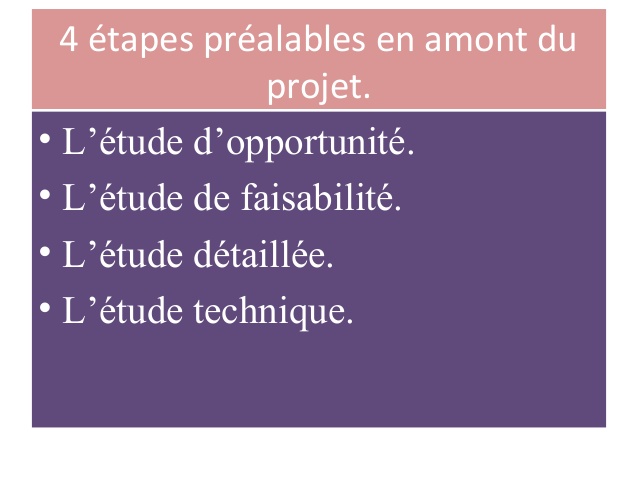 4 étapes préalables en amont du
projet.
• L’étude d’opportunité.
• L’étude de faisabilité.
• L’étude détaillée.
• L’étude technique.